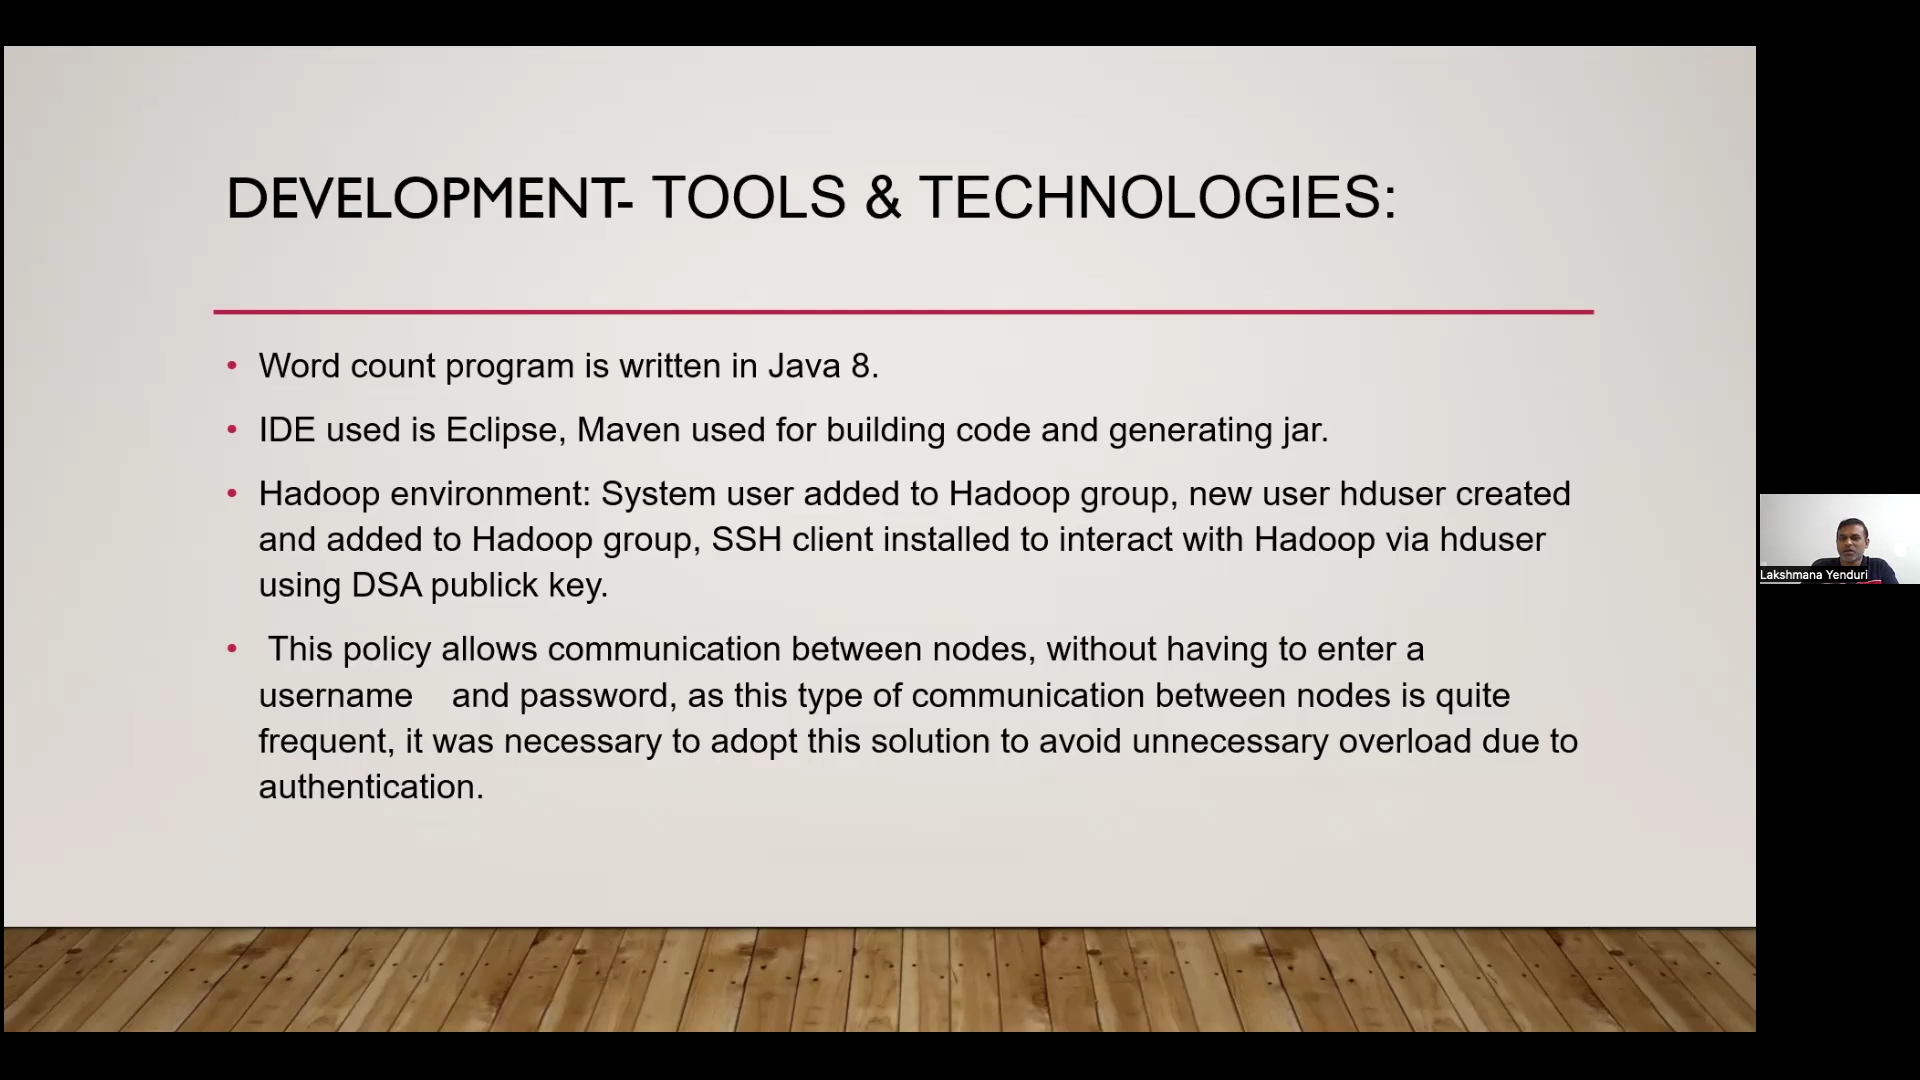 DEVELOPMENT- TOOLS & TECHNOLOGIES:
• Word count program is written in Java 8.
• IDE used is Eclipse, Maven used for building code and generating jar.
• Hadoop environment: System user added to Hadoop group, new user hduser created
and added to Hadoop group, SSH client installed to interact with Hadoop via hduser
using DSA publick key.
• This policy allows communication between nodes, without having to enter a
username    and password, as this type of communication between nodes is quite
frequent, it was necessary to adopt this solution to avoid unnecessary overload due to
authentication.
Lakshmana Yenduri